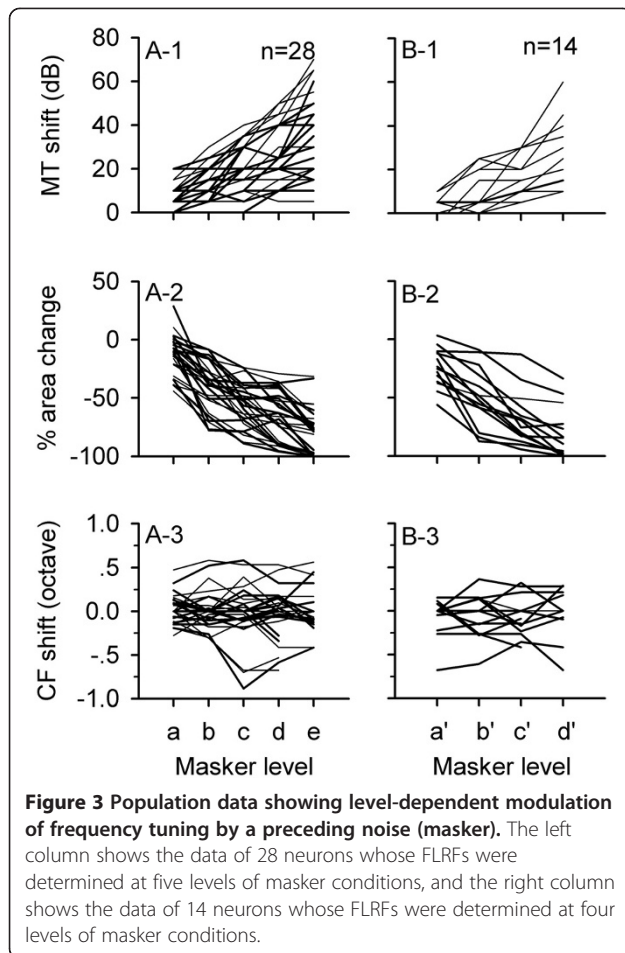 80
60
40
20
0
MT shift (dB)
A-1
n=28
B-1
n=14
50
0
-50
-100
% area change
A-2
B-2
1.0
.5
0.0
-.5
-1.0
CF shift (octave)
A-3
B-3
a b c d e
a' b' c' d'
Masker level
Masker level
Figure 3 Population data showing level-dependent modulation
of frequency tuning by a preceding noise (masker). The left
column shows the data of 28 neurons whose FLRFs were
determined at five levels of masker conditions, and the right column
shows the data of 14 neurons whose FLRFs were determined at four
levels of masker conditions.